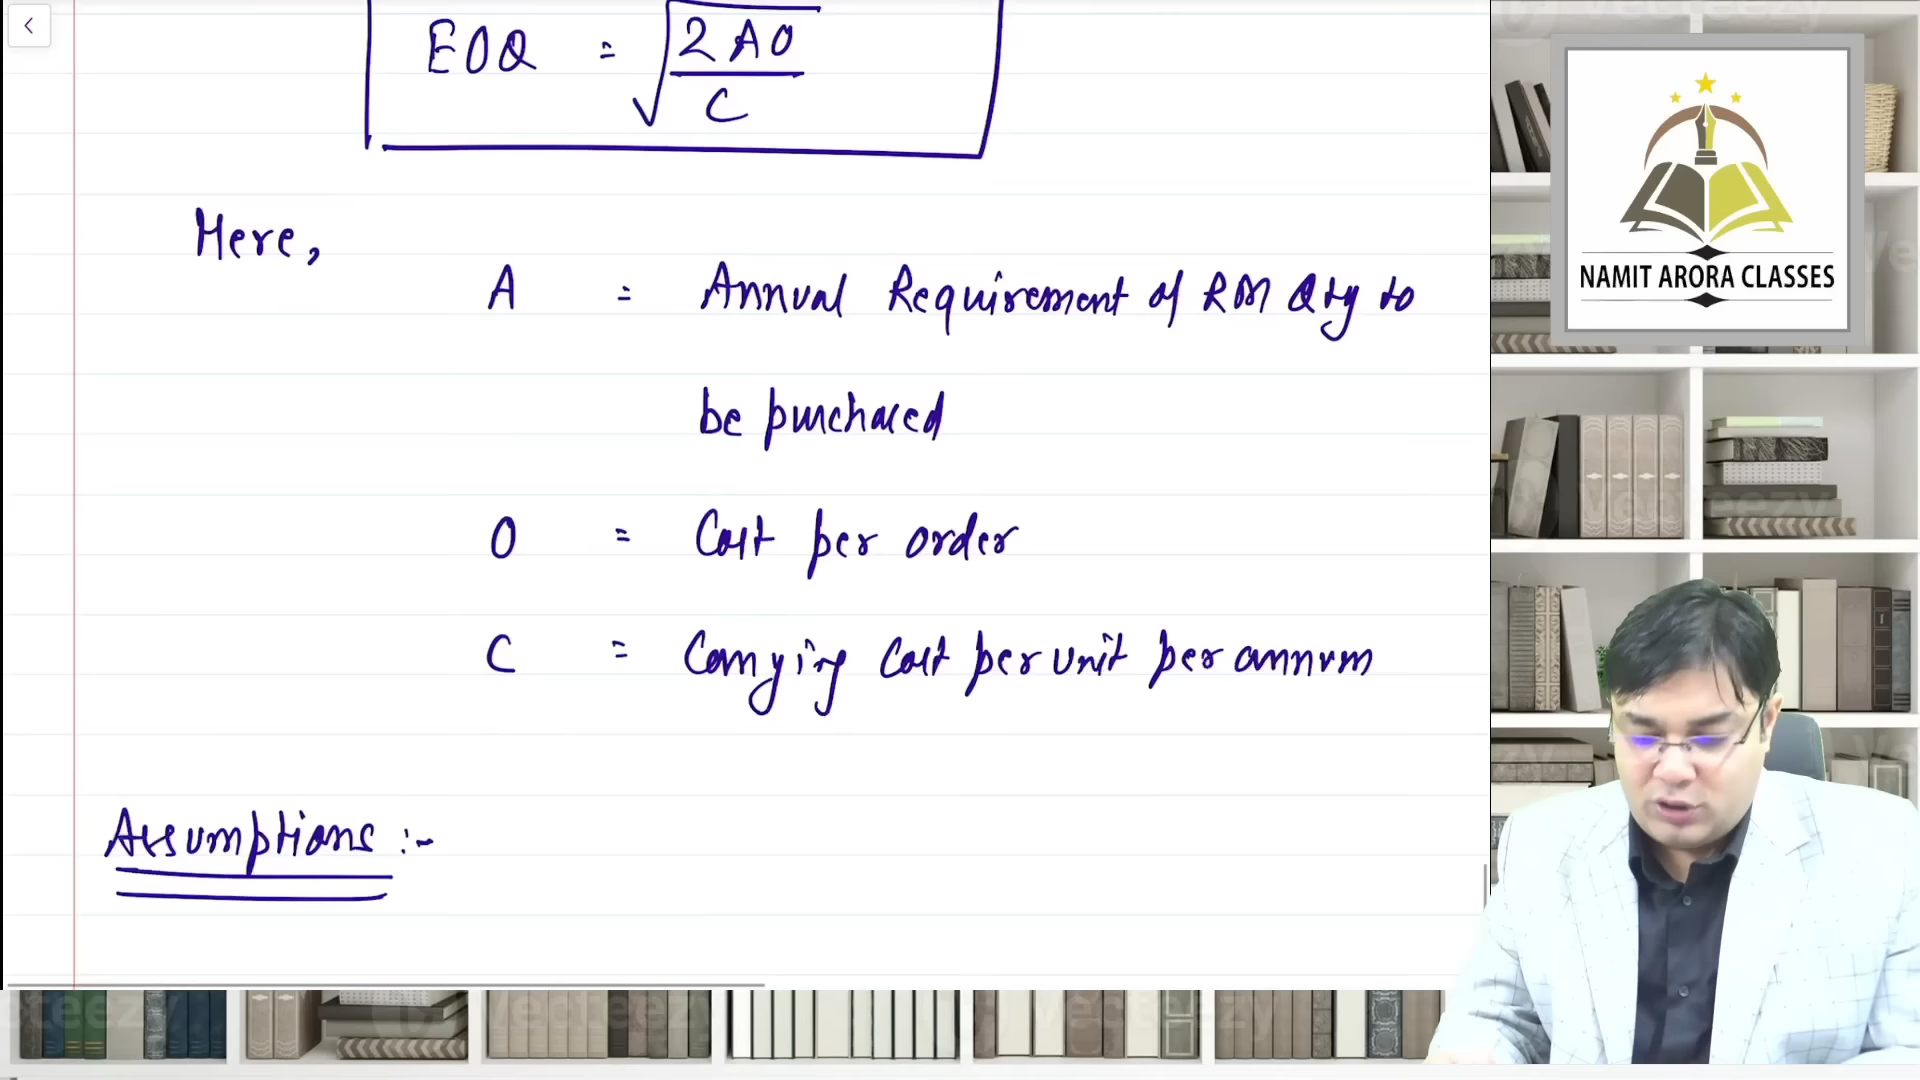 EOQ = √2AO
C
NAMIT ARORA CLASSES
Here,
A = Annual Requirement of RM Qty to
be purchased
O = Cost per order
C = Carrying Cost per unit per annum
Assumptions :-